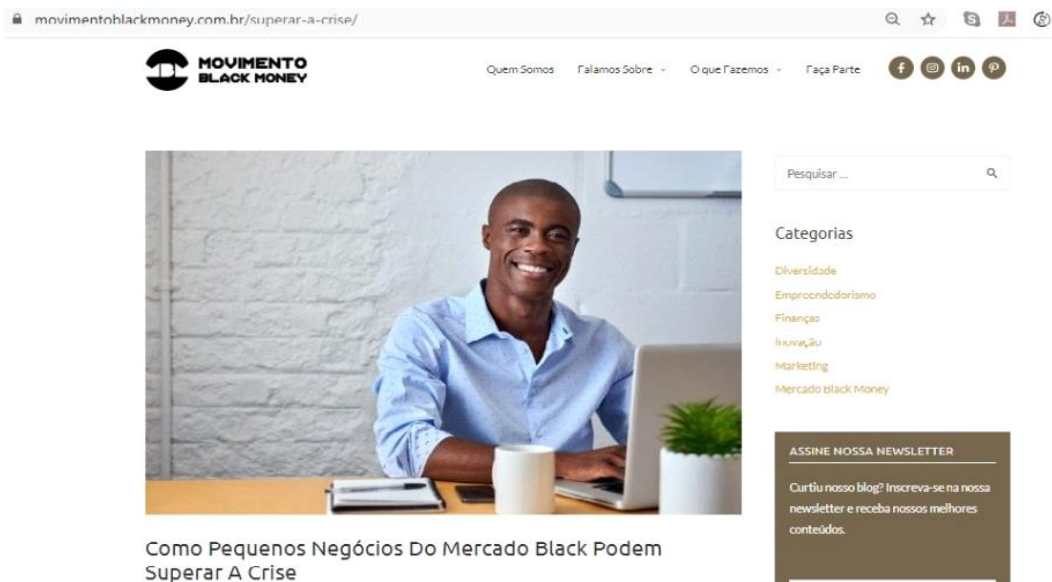 movimentoblackmoney.com.br/superar-a-crise/
MOVIMENTO
BLACK MONEY
Quem Somos
Falamos Sobre
O que Fazemos
Faça Parte
Pesquisar ...
Categorias
Diversidade
Empreendedorismo
Finanças
Inovação
Marketing
Mercado Black Money
ASSINE NOSSA NEWSLETTER
Curtiu nosso blog? Inscreva-se na nossa
newsletter e receba nossos melhores
conteúdos.
Como Pequenos Negócios Do Mercado Black Podem
Superar A Crise